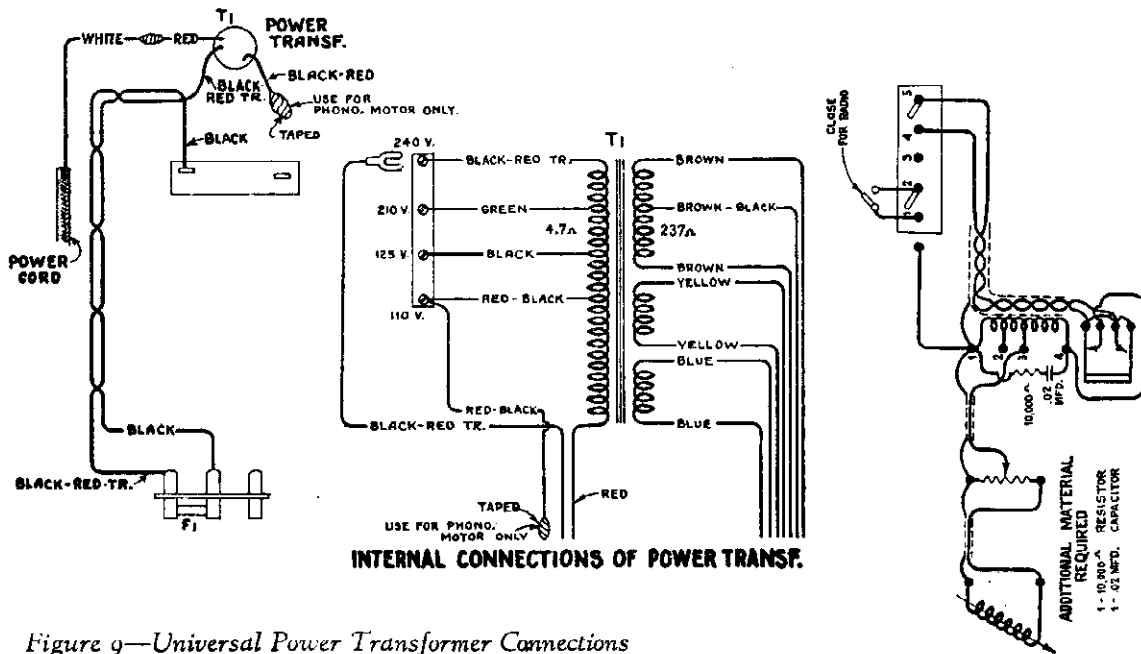 T1
POWER
TRANSF.
WHITE
RED
BLACK-RED
BLACK-
RED TR.
USE FOR
PHONO. MOTOR ONLY.
TAPED
BLACK
POWER
CORD
BLACK
BLACK-RED-TR.
F1
T1
240 V.
BLACK-RED TR.
BROWN
210 V.
GREEN
BROWN-BLACK
4.7Ω
237Ω
125 V.
BLACK
BROWN
YELLOW
RED-BLACK
110 V.
YELLOW
BLUE
RED-BLACK
BLACK-RED TR.
BLUE
RED
TAPED
USE FOR PHONO.
MOTOR ONLY
INTERNAL CONNECTIONS OF POWER TRANSF.
CLOSE
FOR RADIO
5
4
3
2
1
1
2
3
4
10,000Ω
.02
MFD.
ADDITIONAL MATERIAL
REQUIRED
1-10,000Ω RESISTOR
1-.02 MFD. CAPACITOR
Figure 9—Universal Power Transformer Connections